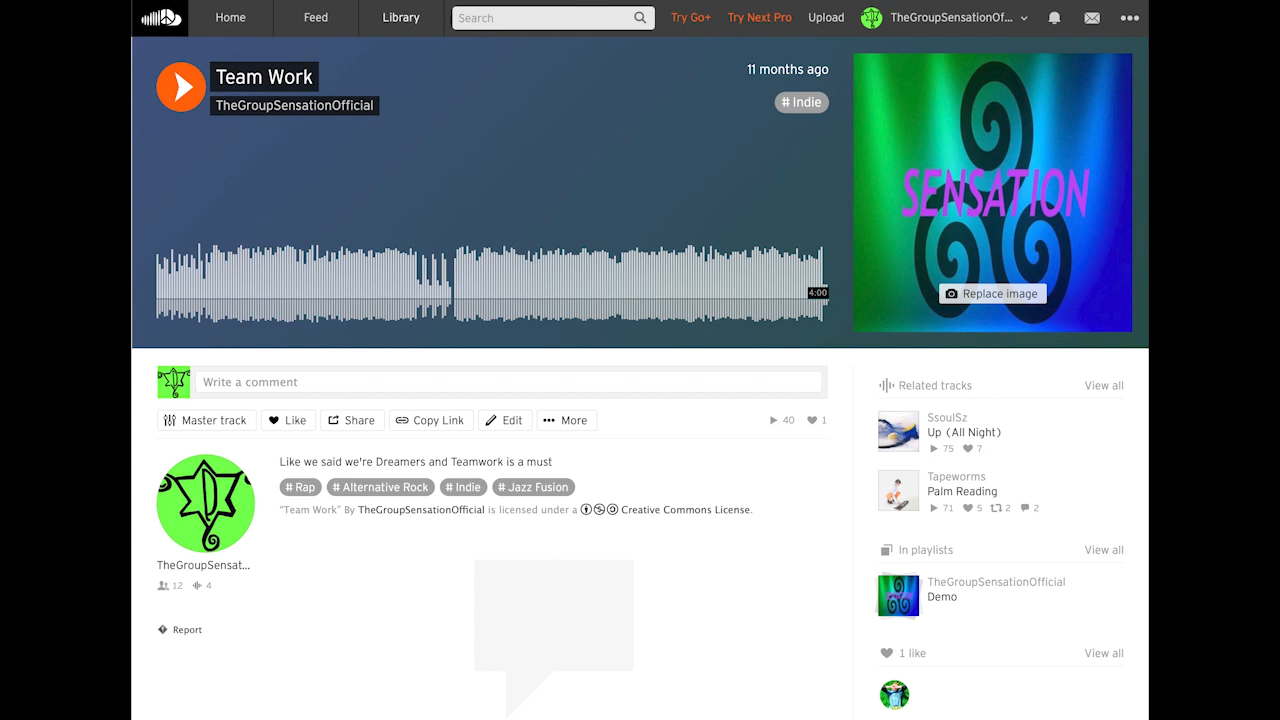 Home Feed Library Search Try Go+ Try Next Pro Upload TheGroupSensationOf...
Team Work
TheGroupSensationOfficial
11 months ago
# Indie
SENSATION
Replace image
4:00
Write a comment
Master track Like Share Copy Link Edit More 40 1
Like we said we're Dreamers and Teamwork is a must
# Rap # Alternative Rock # Indie # Jazz Fusion
“Team Work” By TheGroupSensationOfficial is licensed under a Creative Commons License.
TheGroupSensat...
12 4
Report
Related tracks View all
SsoulSz
Up (All Night)
75 7
Tapeworms
Palm Reading
71 5 2 2
In playlists View all
TheGroupSensationOfficial
Demo
1 like View all